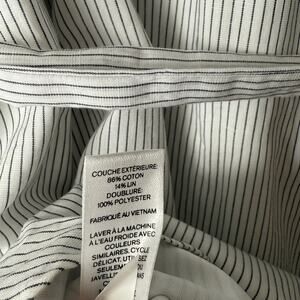 COUCHE EXTÉRIEURE:
86% COTON
14% LIN
DOUBLURE:
100% POLYESTER
FABRIQUÉ AU VIETNAM
LAVER À LA MACHINE
À L'EAU FROIDE AVEC
COULEURS
SIMILAIRES, CYCLE
DÉLICAT,
SEULEMENT